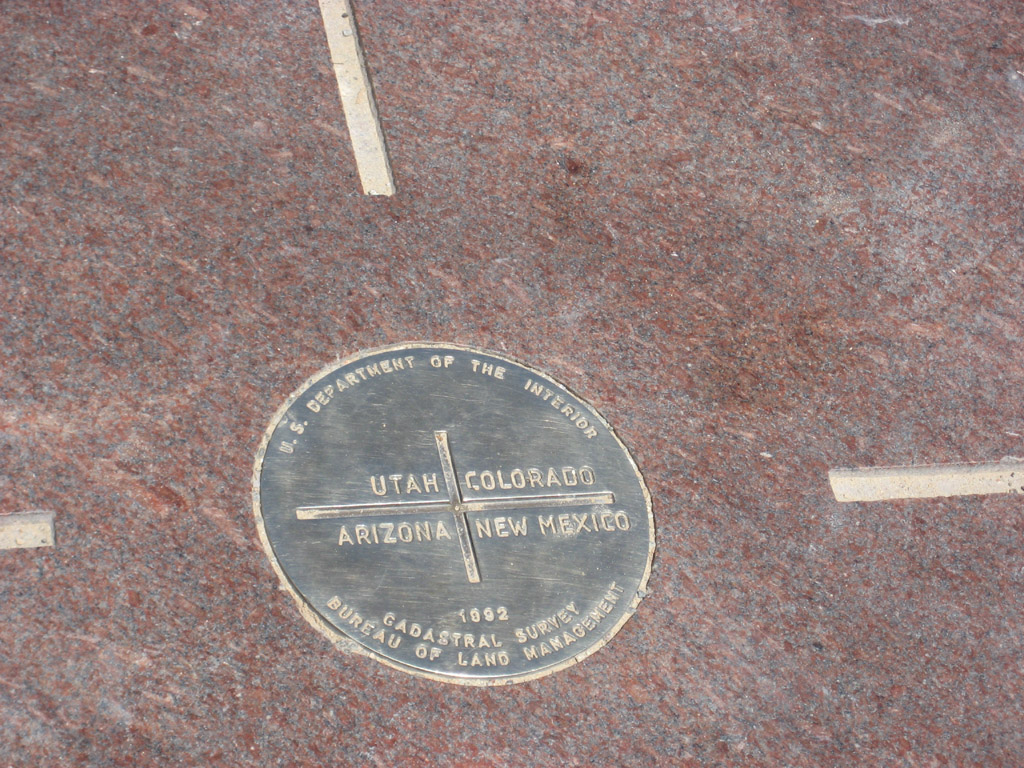 U.S. DEPARTMENT OF THE INTERIOR
UTAH COLORADO
ARIZONA NEW MEXICO
1992
CADASTRAL SURVEY
BUREAU OF LAND MANAGEMENT